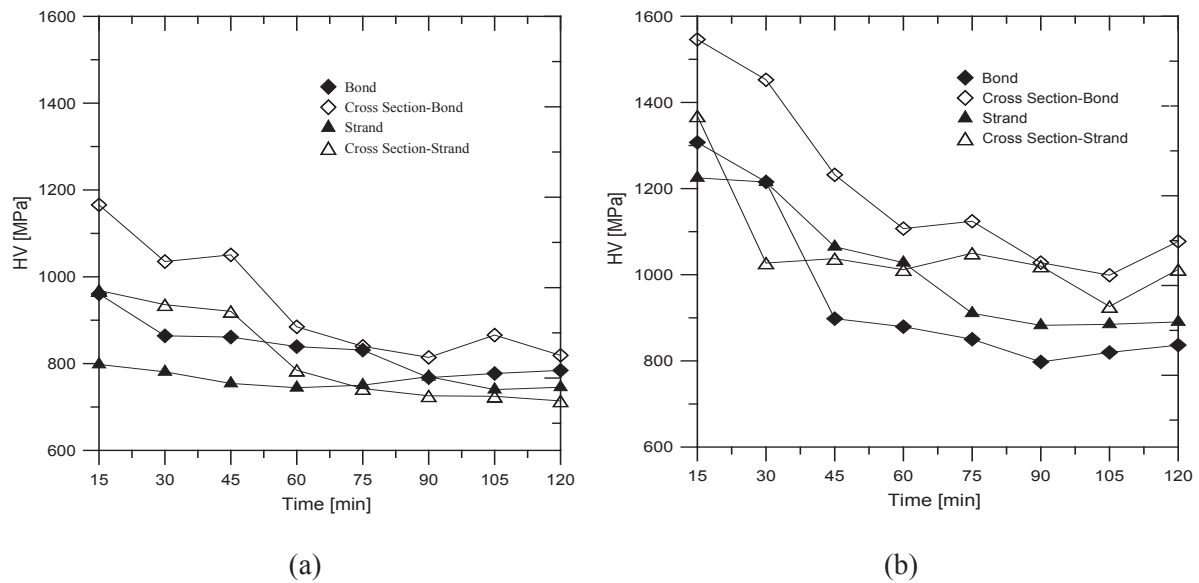 1600
1400
1200
1000
800
600
HV [MPa]
Bond
Cross Section-Bond
Strand
Cross Section-Strand
15 30 45 60 75 90 105 120
Time [min]
(a)
1600
1400
1200
1000
800
600
HV [MPa]
Bond
Cross Section-Bond
Strand
Cross Section-Strand
15 30 45 60 75 90 105 120
Time [min]
(b)